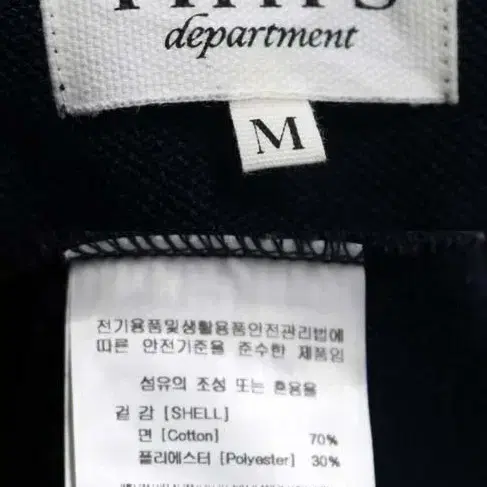 department
M
전기용품및생활용품안전관리법에
따른 안전기준을 준수한 제품임
섬유의 조성 또는 혼용율
겉 감 [SHELL]
면 [Cotton] 70%
폴리에스터 [Polyester] 30%